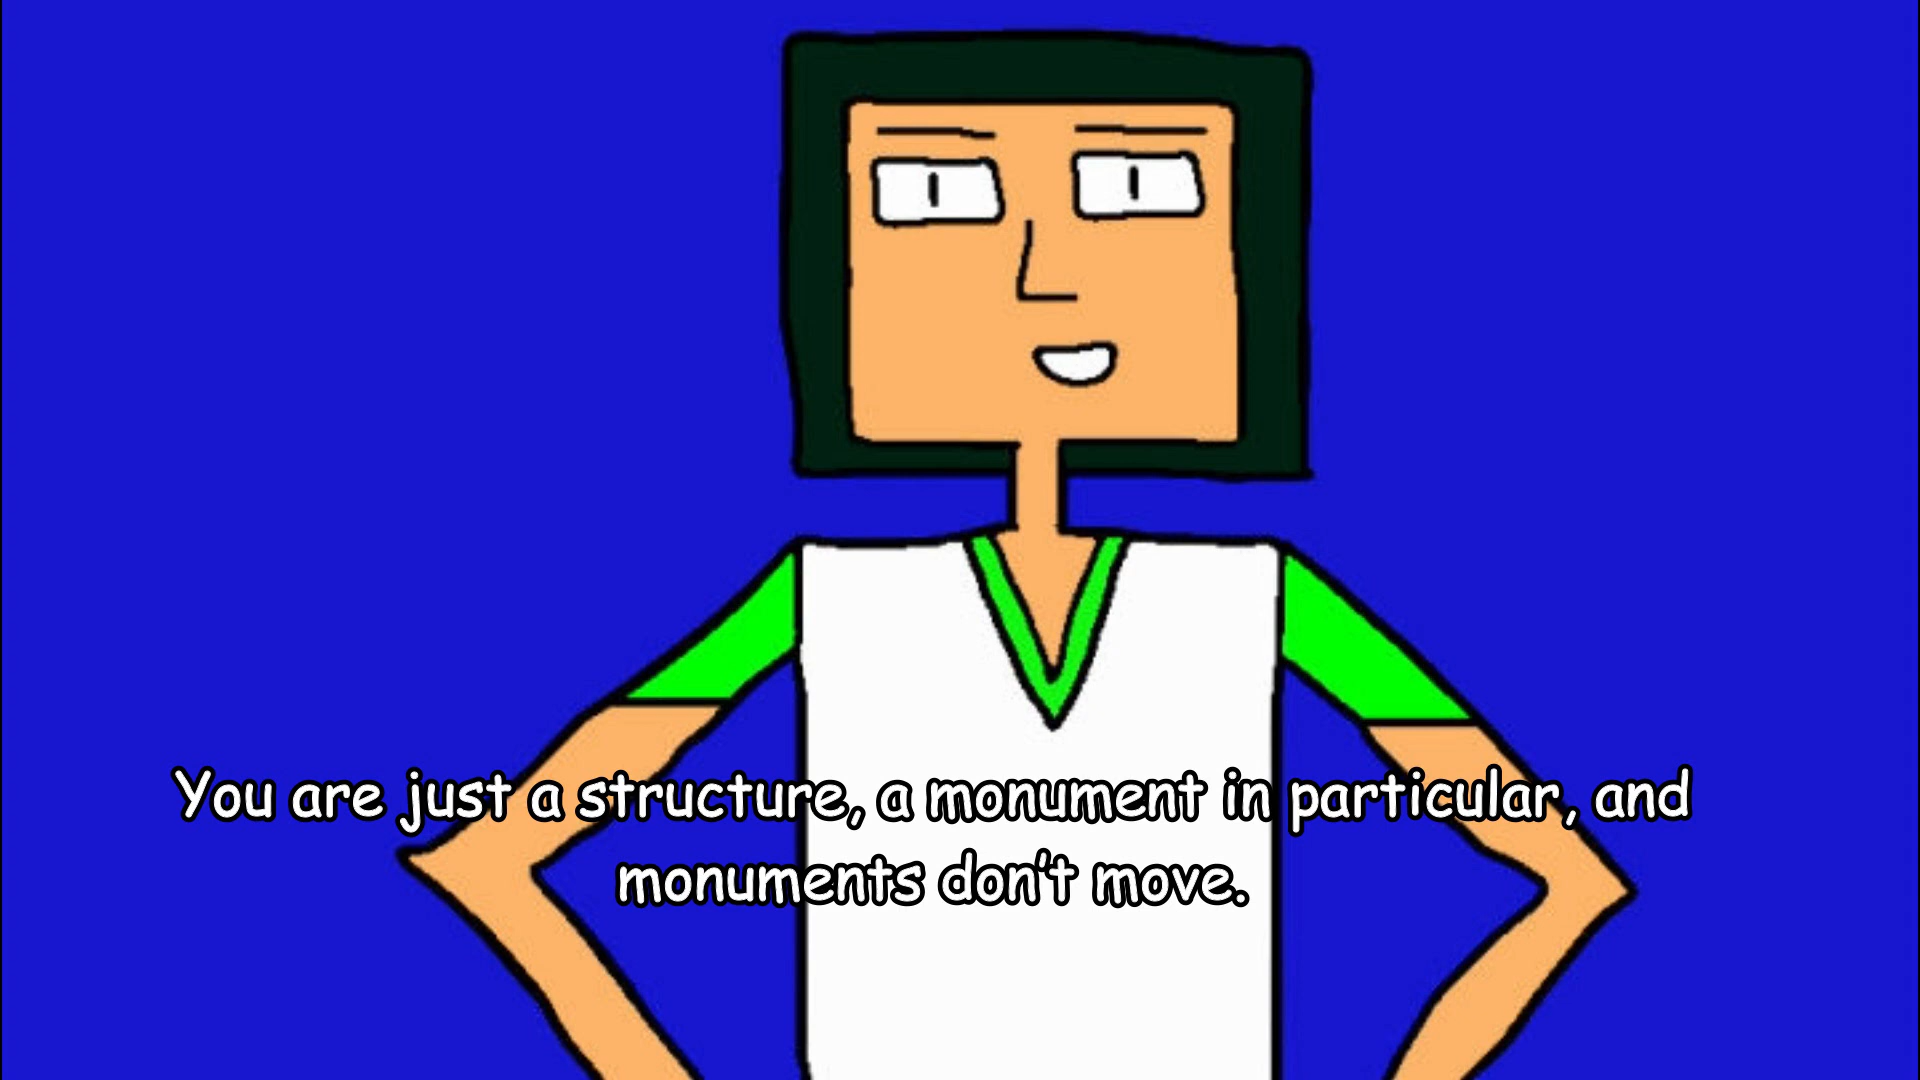 You are just a structure, a monument in particular, and
monuments don't move.